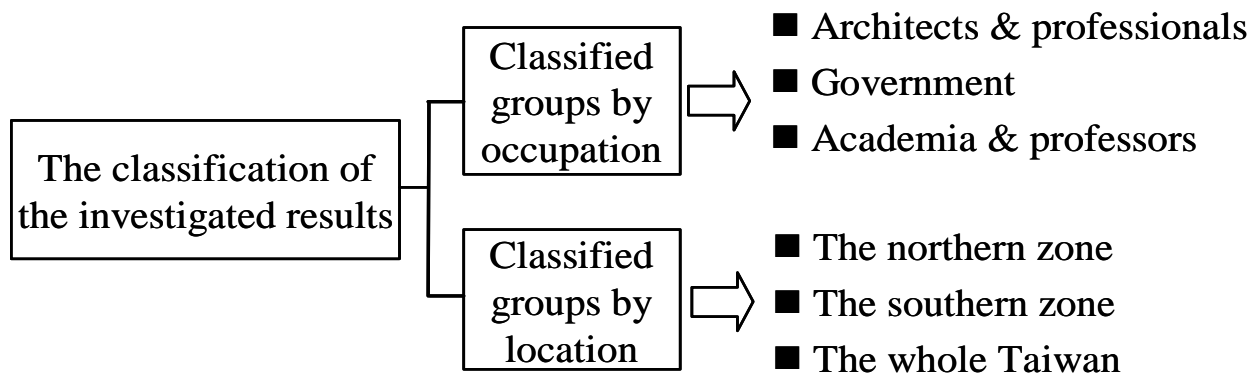 The classification of
the investigated results
Classified
groups by
occupation
■ Architects & professionals
■ Government
■ Academia & professors
Classified
groups by
location
■ The northern zone
■ The southern zone
■ The whole Taiwan